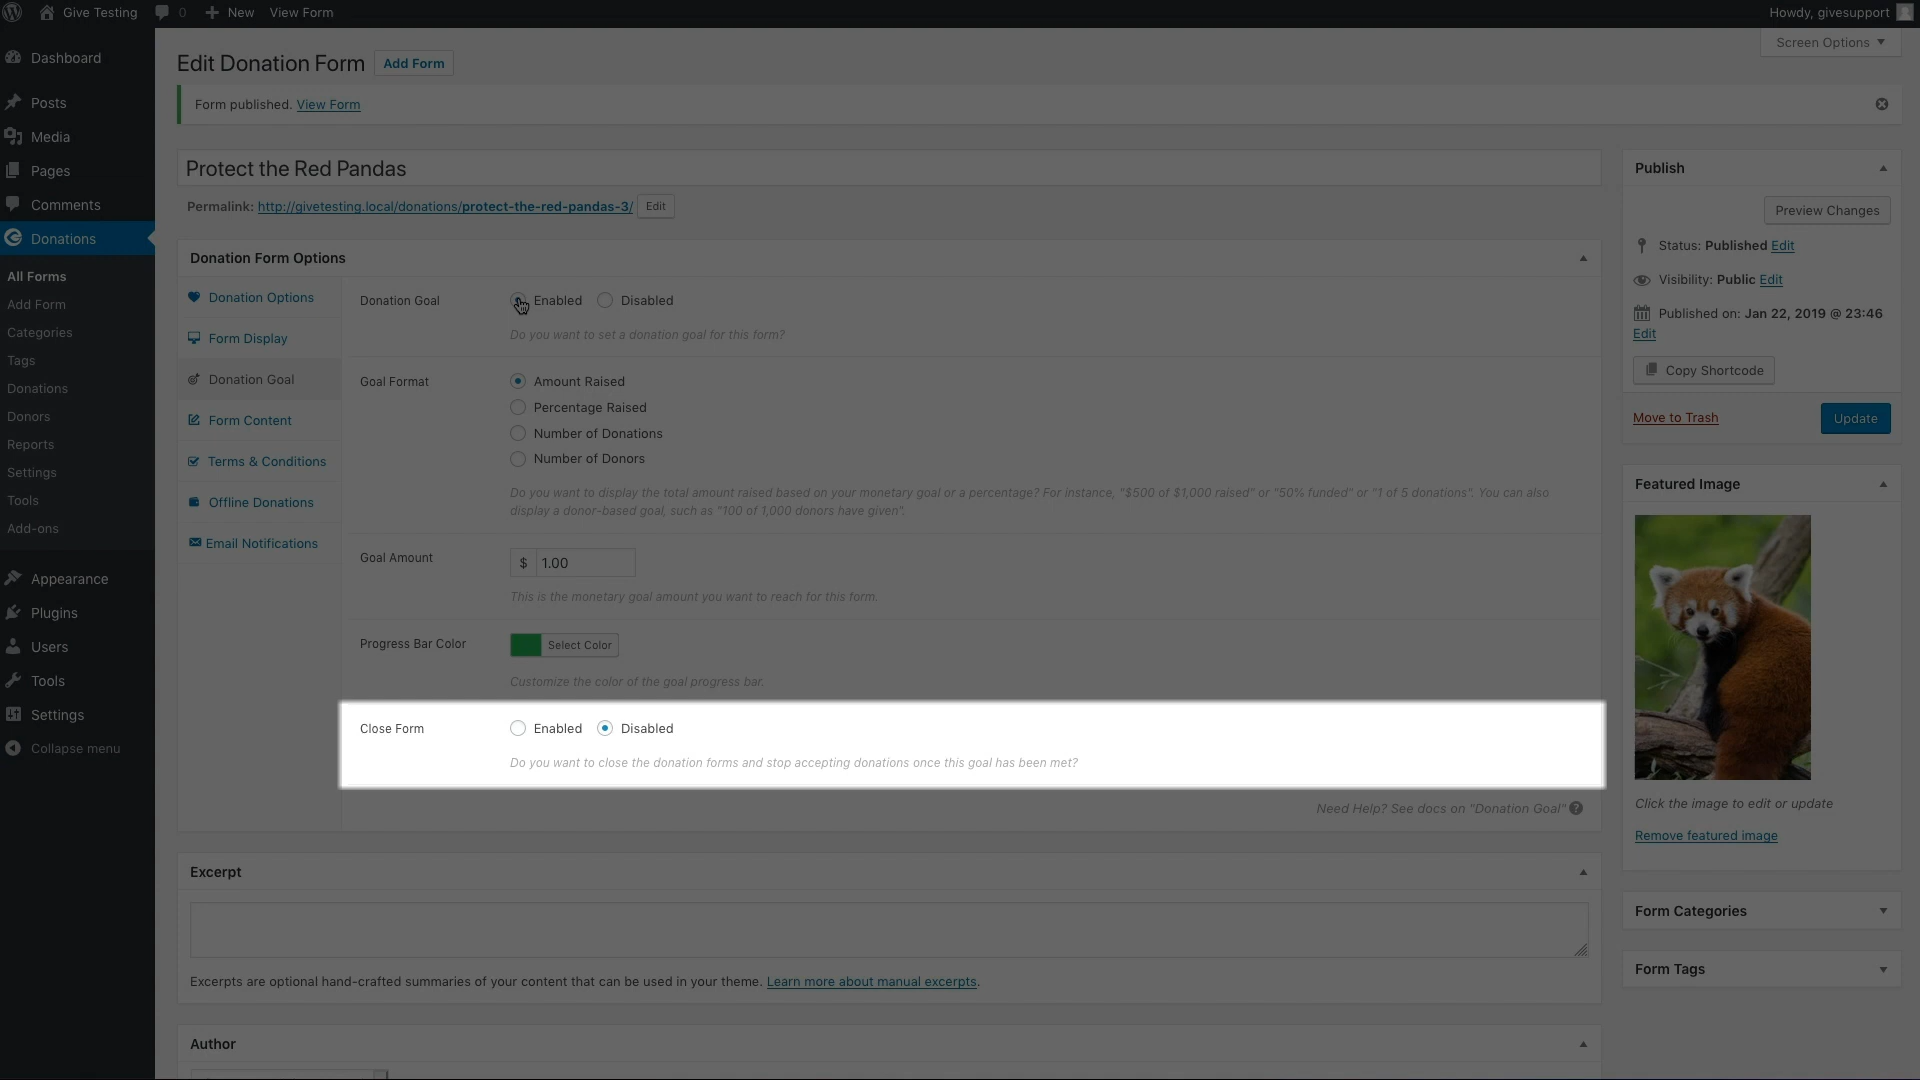 Give Testing
0
New
View Form
Howdy, givesupport
Screen Options
Dashboard
Posts
Media
Pages
Comments
Donations
All Forms
Add Form
Categories
Tags
Donations
Donors
Reports
Settings
Tools
Add-ons
Appearance
Plugins
Users
Tools
Settings
Collapse menu
Edit Donation Form
Add Form
Form published. View Form
Protect the Red Pandas
Permalink: http://givetesting.local/donations/protect-the-red-pandas-3/ Edit
Donation Form Options
Donation Options
Form Display
Donation Goal
Form Content
Terms & Conditions
Offline Donations
Email Notifications
Donation Goal
Enabled Disabled
Do you want to set a donation goal for this form?
Goal Format
Amount Raised
Percentage Raised
Number of Donations
Number of Donors
Do you want to display the total amount raised based on your monetary goal or a percentage? For instance, "$500 of $1,000 raised" or "50% funded" or "1 of 5 donations". You can also
display a donor-based goal, such as "100 of 1,000 donors have given".
Goal Amount
$ 1.00
This is the monetary goal amount you want to reach for this form.
Progress Bar Color
Select Color
Customize the color of the goal progress bar.
Close Form
Enabled Disabled
Do you want to close the donation forms and stop accepting donations once this goal has been met?
Need Help? See docs on "Donation Goal" ?
Excerpt
Excerpts are optional hand-crafted summaries of your content that can be used in your theme. Learn more about manual excerpts.
Author
Publish
Preview Changes
Status: Published Edit
Visibility: Public Edit
Published on: Jan 22, 2019 @ 23:46
Edit
Copy Shortcode
Move to Trash
Update
Featured Image
Click the image to edit or update
Remove featured image
Form Categories
Form Tags